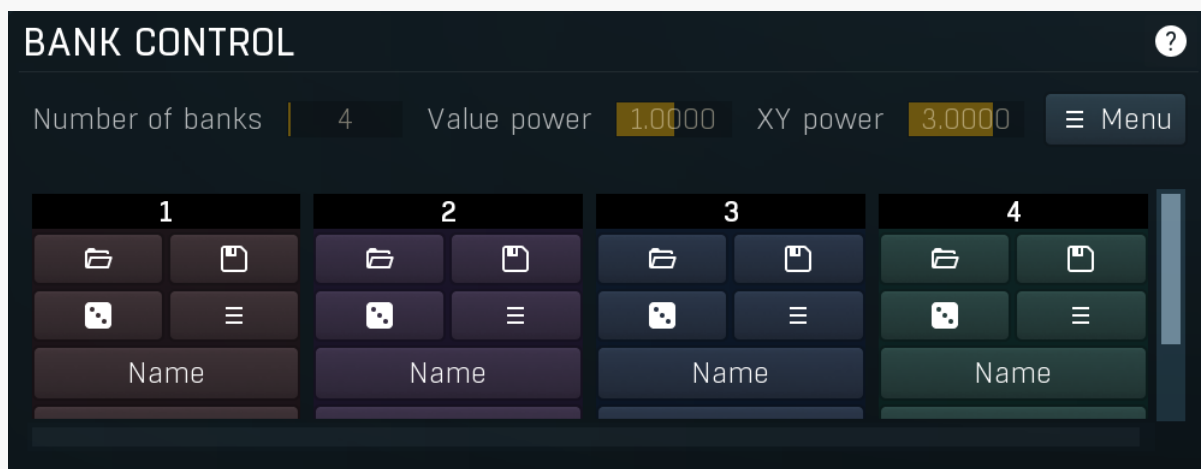 BANK CONTROL ?
Number of banks 4 Value power 1.0000 XY power 3.0000 Menu
1 2 3 4
Name Name Name Name